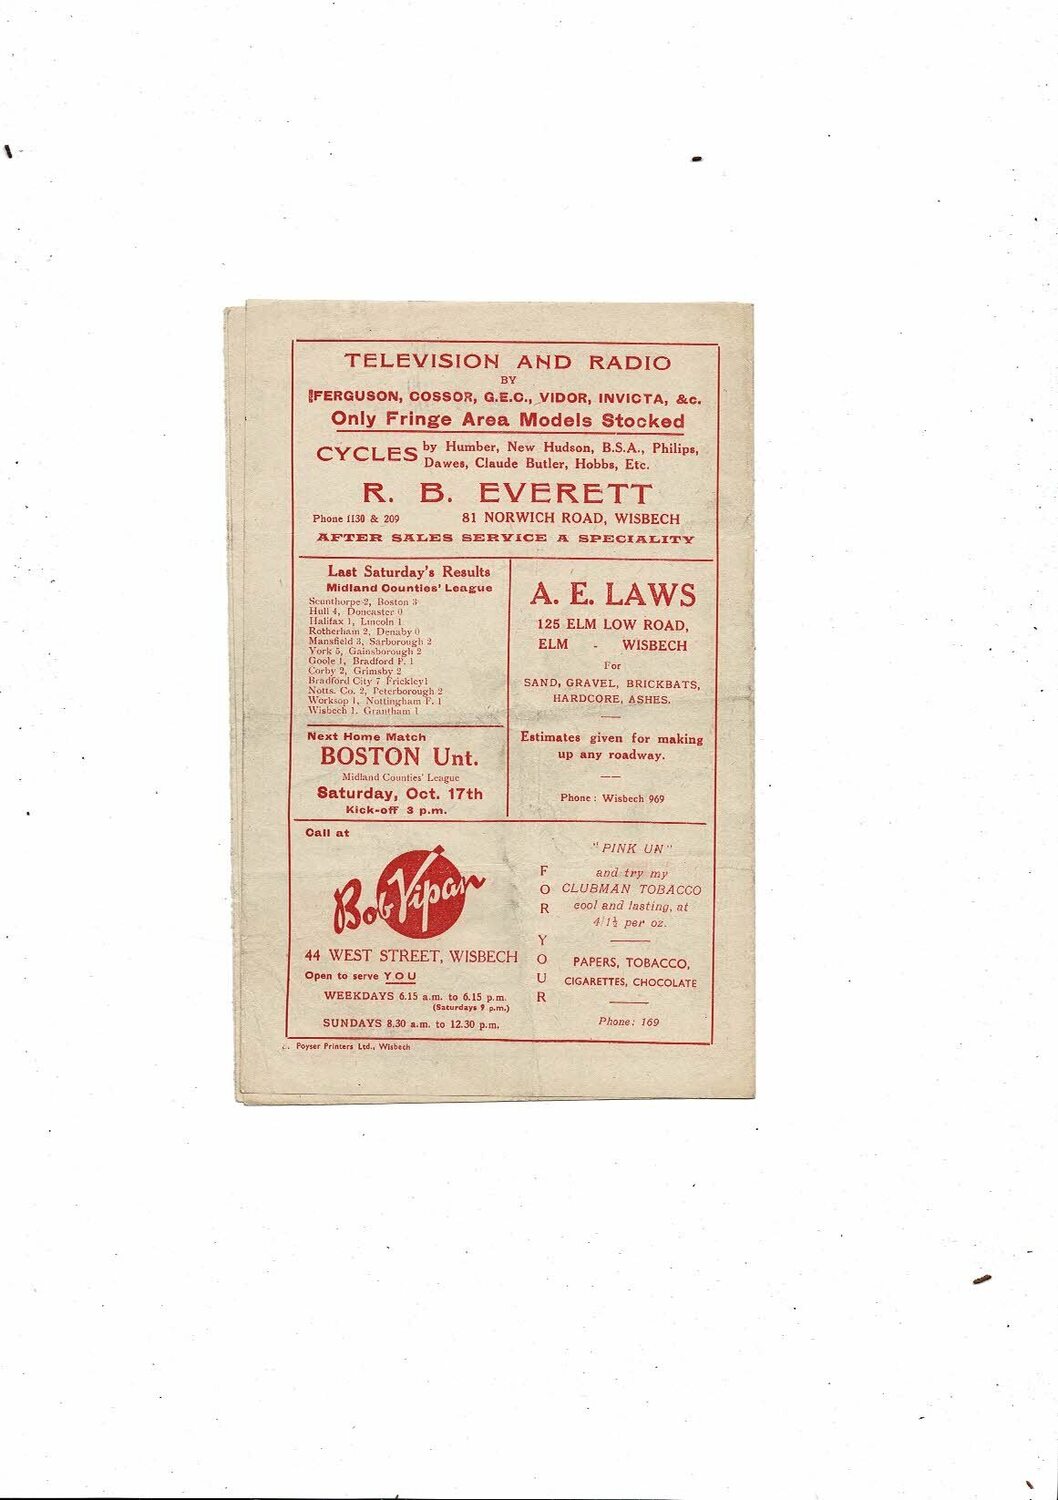 TELEVISION AND RADIO
BY
FERGUSON, COSSOR, G.E.C., VIDOR, INVICTA, &c.
Only Fringe Area Models Stocked
CYCLES by Humber, New Hudson, B.S.A., Philips,
Dawes, Claude Butler, Hobbs, Etc.
R. B. EVERETT
Phone 1130 & 209 81 NORWICH ROAD, WISBECH
AFTER SALES SERVICE A SPECIALITY
Last Saturday's Results
Midland Counties' League
Scunthorpe 2, Boston 3
Hull 4, Doncaster 0
Halifax 1, Lincoln 1
Rotherham 2, Denaby 0
Mansfield 3, Sarborough 2
York 5, Gainsborough 2
Goole 1, Bradford P. 1
Corby 2, Grimsby 2
Bradford City 7 Frickley1
Notts. Co. 2, Peterborough 2
Worksop 1, Nottingham F. 1
Wisbech 1. Grantham 1
Next Home Match
BOSTON Unt.
Midland Counties' League
Saturday, Oct. 17th
Kick-off 3 p.m.
A. E. LAWS
125 ELM LOW ROAD,
ELM - WISBECH
For
SAND, GRAVEL, BRICKBATS,
HARDCORE, ASHES.
Estimates given for making
up any roadway.
Phone : Wisbech 969
Call at
Bob Vipan
44 WEST STREET, WISBECH
Open to serve YOU
WEEKDAYS 6.15 a.m. to 6.15 p.m.
(Saturdays 9 p.m.)
SUNDAYS 8.30 a.m. to 12.30 p.m.
FOR YOUR
"PINK UN"
and try my
CLUBMAN TOBACCO
cool and lasting, at
4/1½ per oz.
PAPERS, TOBACCO,
CIGARETTES, CHOCOLATE
Phone: 169
Poyser Printers Ltd., Wisbech